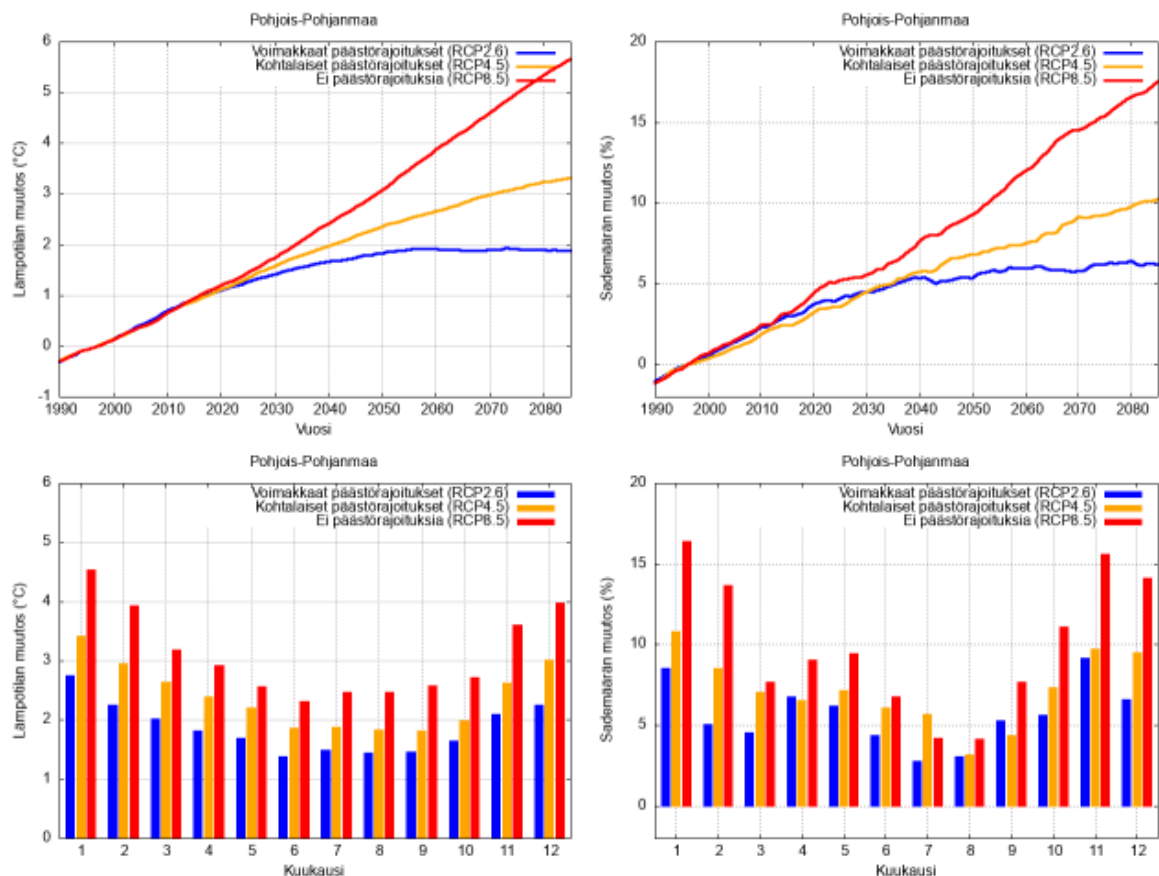 Pohjois-Pohjanmaa
6
5
4
3
2
1
0
-1
Lämpötilan muutos (°C)
Voimakkaat päästörajoitukset (RCP2.6)
Kohtalaiset päästörajoitukset (RCP4.5)
Ei päästörajoituksia (RCP8.5)
1990 2000 2010 2020 2030 2040 2050 2060 2070 2080
Vuosi
Pohjois-Pohjanmaa
20
15
10
5
0
Sademäärän muutos (%)
Voimakkaat päästörajoitukset (RCP2.6)
Kohtalaiset päästörajoitukset (RCP4.5)
Ei päästörajoituksia (RCP8.5)
1990 2000 2010 2020 2030 2040 2050 2060 2070 2080
Vuosi
Pohjois-Pohjanmaa
6
5
4
3
2
1
0
Lämpötilan muutos (°C)
Voimakkaat päästörajoitukset (RCP2.6)
Kohtalaiset päästörajoitukset (RCP4.5)
Ei päästörajoituksia (RCP8.5)
1 2 3 4 5 6 7 8 9 10 11 12
Kuukausi
Pohjois-Pohjanmaa
20
15
10
5
0
Sademäärän muutos (%)
Voimakkaat päästörajoitukset (RCP2.6)
Kohtalaiset päästörajoitukset (RCP4.5)
Ei päästörajoituksia (RCP8.5)
1 2 3 4 5 6 7 8 9 10 11 12
Kuukausi